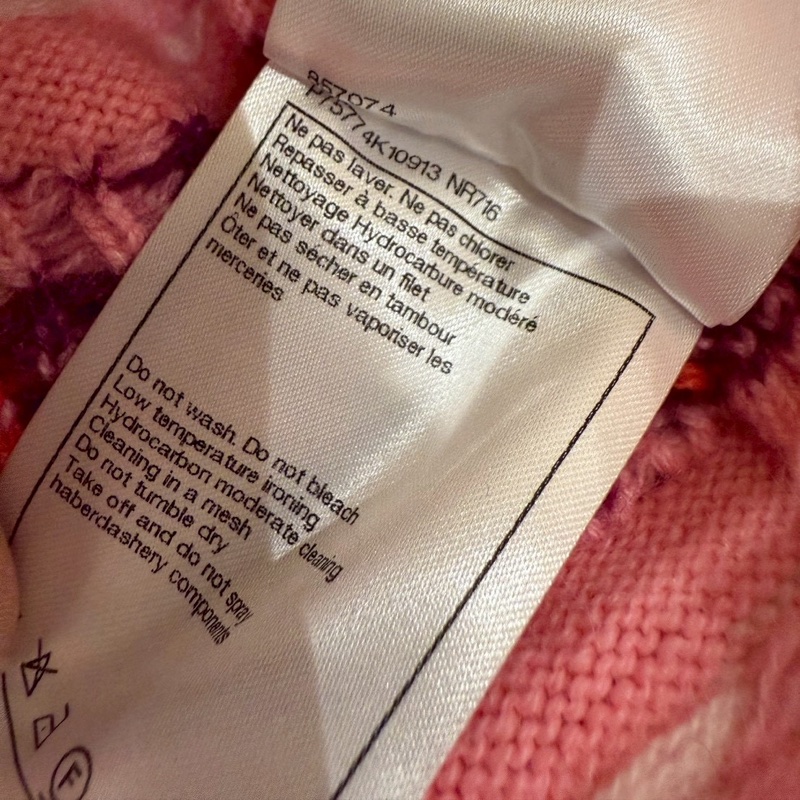 857074
P75774K10913 NR716
Ne pas laver. Ne pas chlorer
Repasser à basse température
Nettoyage Hydrocarbure modéré
Nettoyer dans un filet
Ne pas sécher en tambour
Ôter et ne pas vaporiser les
merceries
Do not wash. Do not bleach
Low temperature ironing
Hydrocarbon moderate cleaning
Cleaning in a mesh
Do not tumble dry
Take off and do not spray
haberdashery components
F